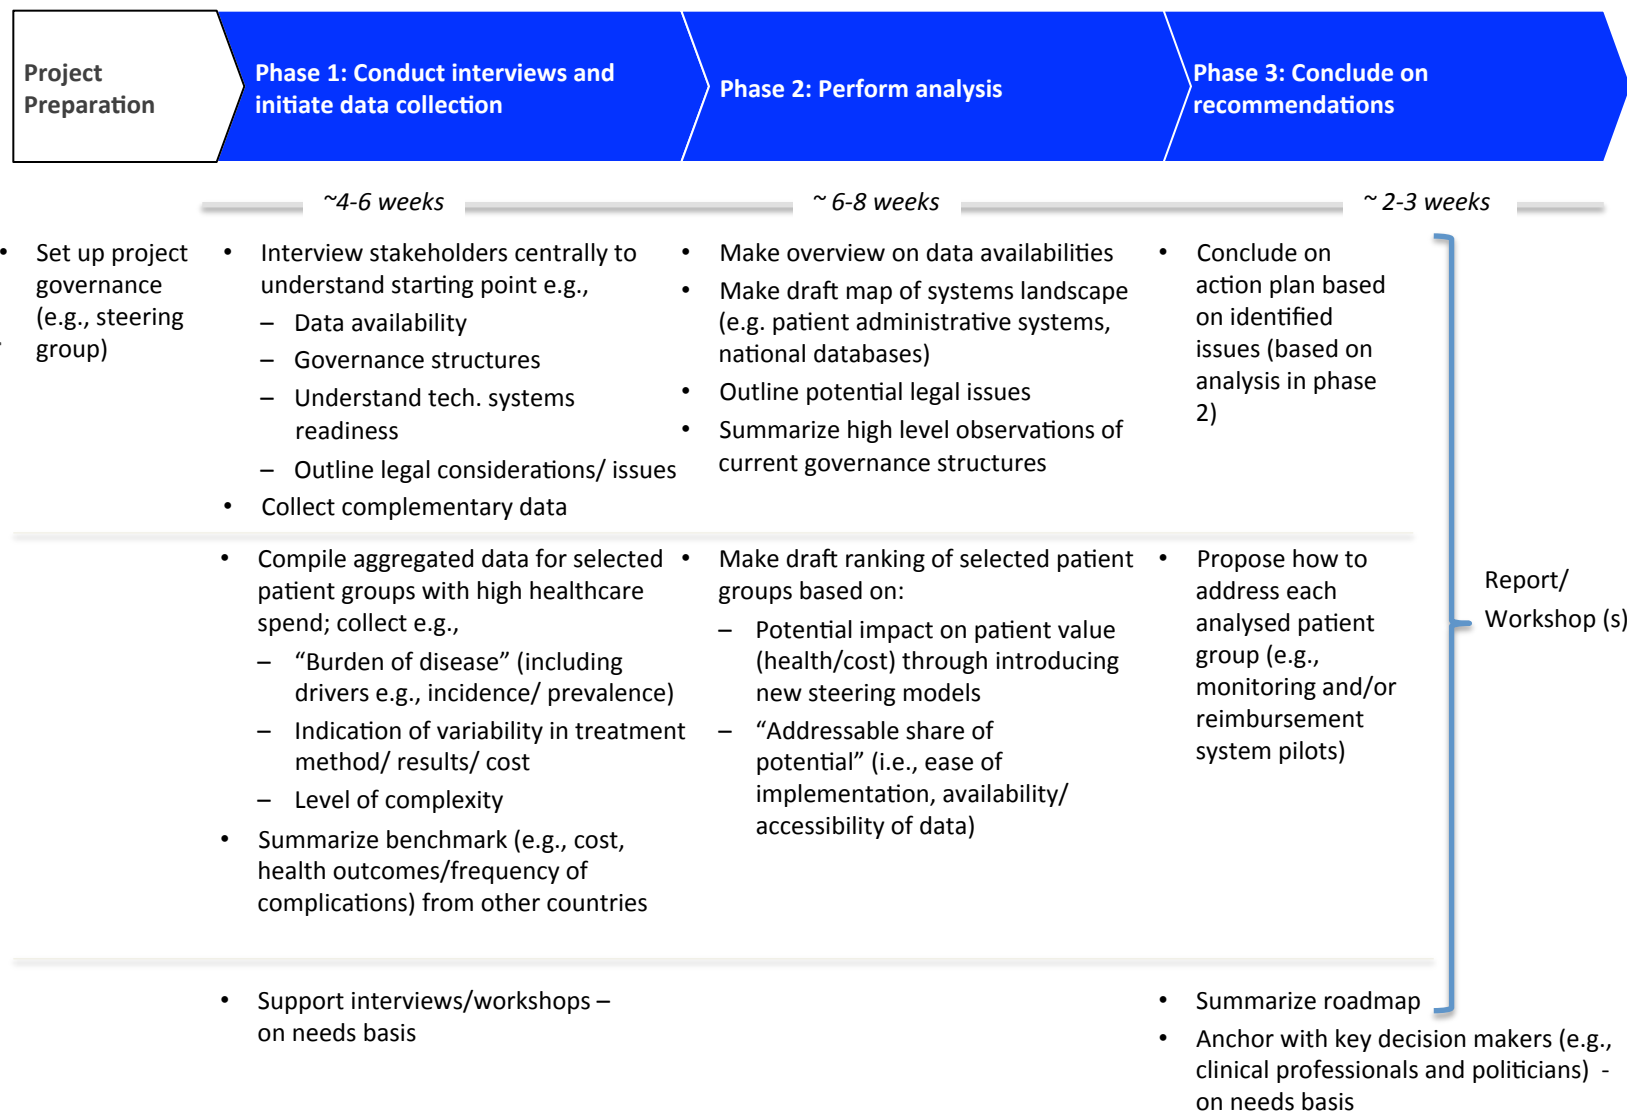 Project
Preparation
Phase 1: Conduct interviews and
initiate data collection
Phase 2: Perform analysis
Phase 3: Conclude on
recommendations
~4-6 weeks
~ 6-8 weeks
~ 2-3 weeks
• Set up project
governance
(e.g., steering
group)
• Interview stakeholders centrally to
understand starting point e.g.,
– Data availability
– Governance structures
– Understand tech. systems
readiness
– Outline legal considerations/ issues
• Collect complementary data
• Make overview on data availabilities
• Make draft map of systems landscape
(e.g. patient administrative systems,
national databases)
• Outline potential legal issues
• Summarize high level observations of
current governance structures
• Conclude on
action plan based
on identified
issues (based on
analysis in phase
2)
• Compile aggregated data for selected
patient groups with high healthcare
spend; collect e.g.,
– “Burden of disease” (including
drivers e.g., incidence/ prevalence)
– Indication of variability in treatment
method/ results/ cost
– Level of complexity
• Summarize benchmark (e.g., cost,
health outcomes/frequency of
complications) from other countries
• Make draft ranking of selected patient
groups based on:
– Potential impact on patient value
(health/cost) through introducing
new steering models
– “Addressable share of
potential” (i.e., ease of
implementation, availability/
accessibility of data)
• Propose how to
address each
analysed patient
group (e.g.,
monitoring and/or
reimbursement
system pilots)
Report/
Workshop (s)
• Support interviews/workshops –
on needs basis
• Summarize roadmap
• Anchor with key decision makers (e.g.,
clinical professionals and politicians) -
on needs basis